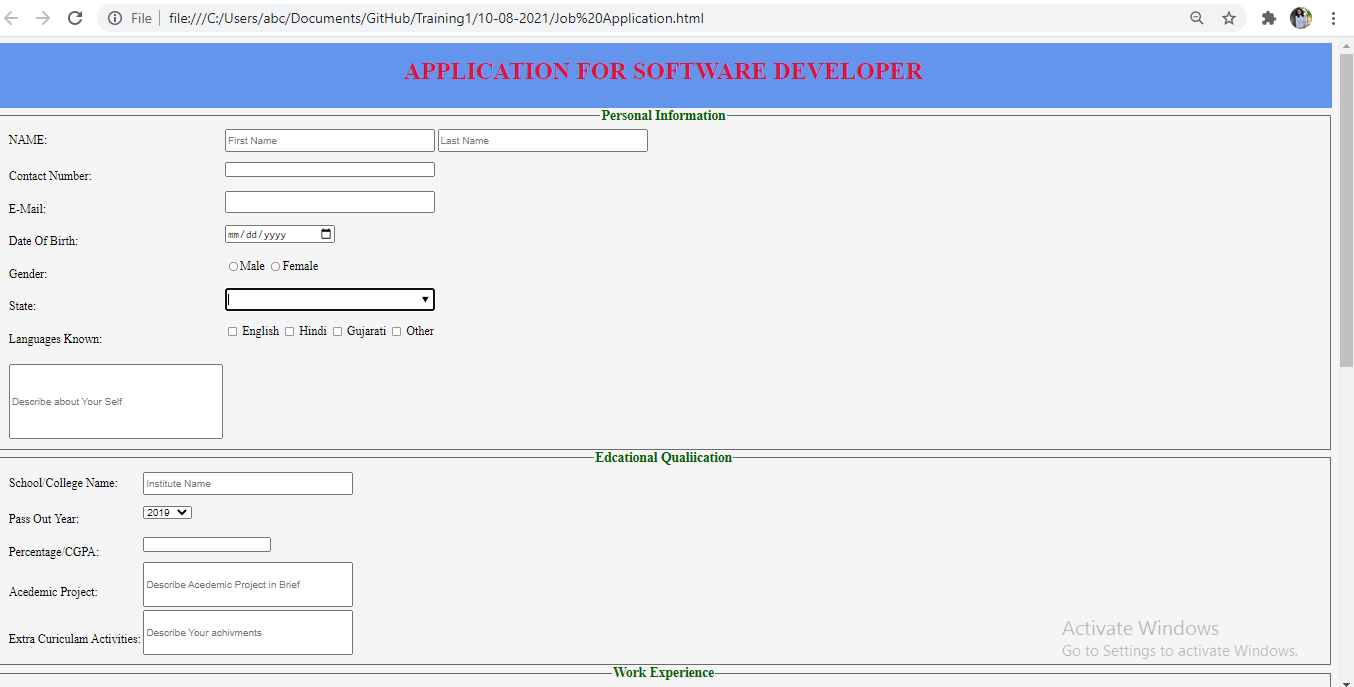 File file:///C:/Users/abc/Documents/GitHub/Training1/10-08-2021/Job%20Application.html
APPLICATION FOR SOFTWARE DEVELOPER
Personal Information
NAME: First Name Last Name
Contact Number:
E-Mail:
Date Of Birth: mm/dd/yyyy
Gender: Male Female
State:
Languages Known: English Hindi Gujarati Other
Describe about Your Self
Edcational Qualiication
School/College Name: Institute Name
Pass Out Year: 2019
Percentage/CGPA:
Acedemic Project: Describe Acedemic Project in Brief
Extra Curiculam Activities: Describe Your achivments
Activate Windows
Go to Settings to activate Windows.
Work Experience